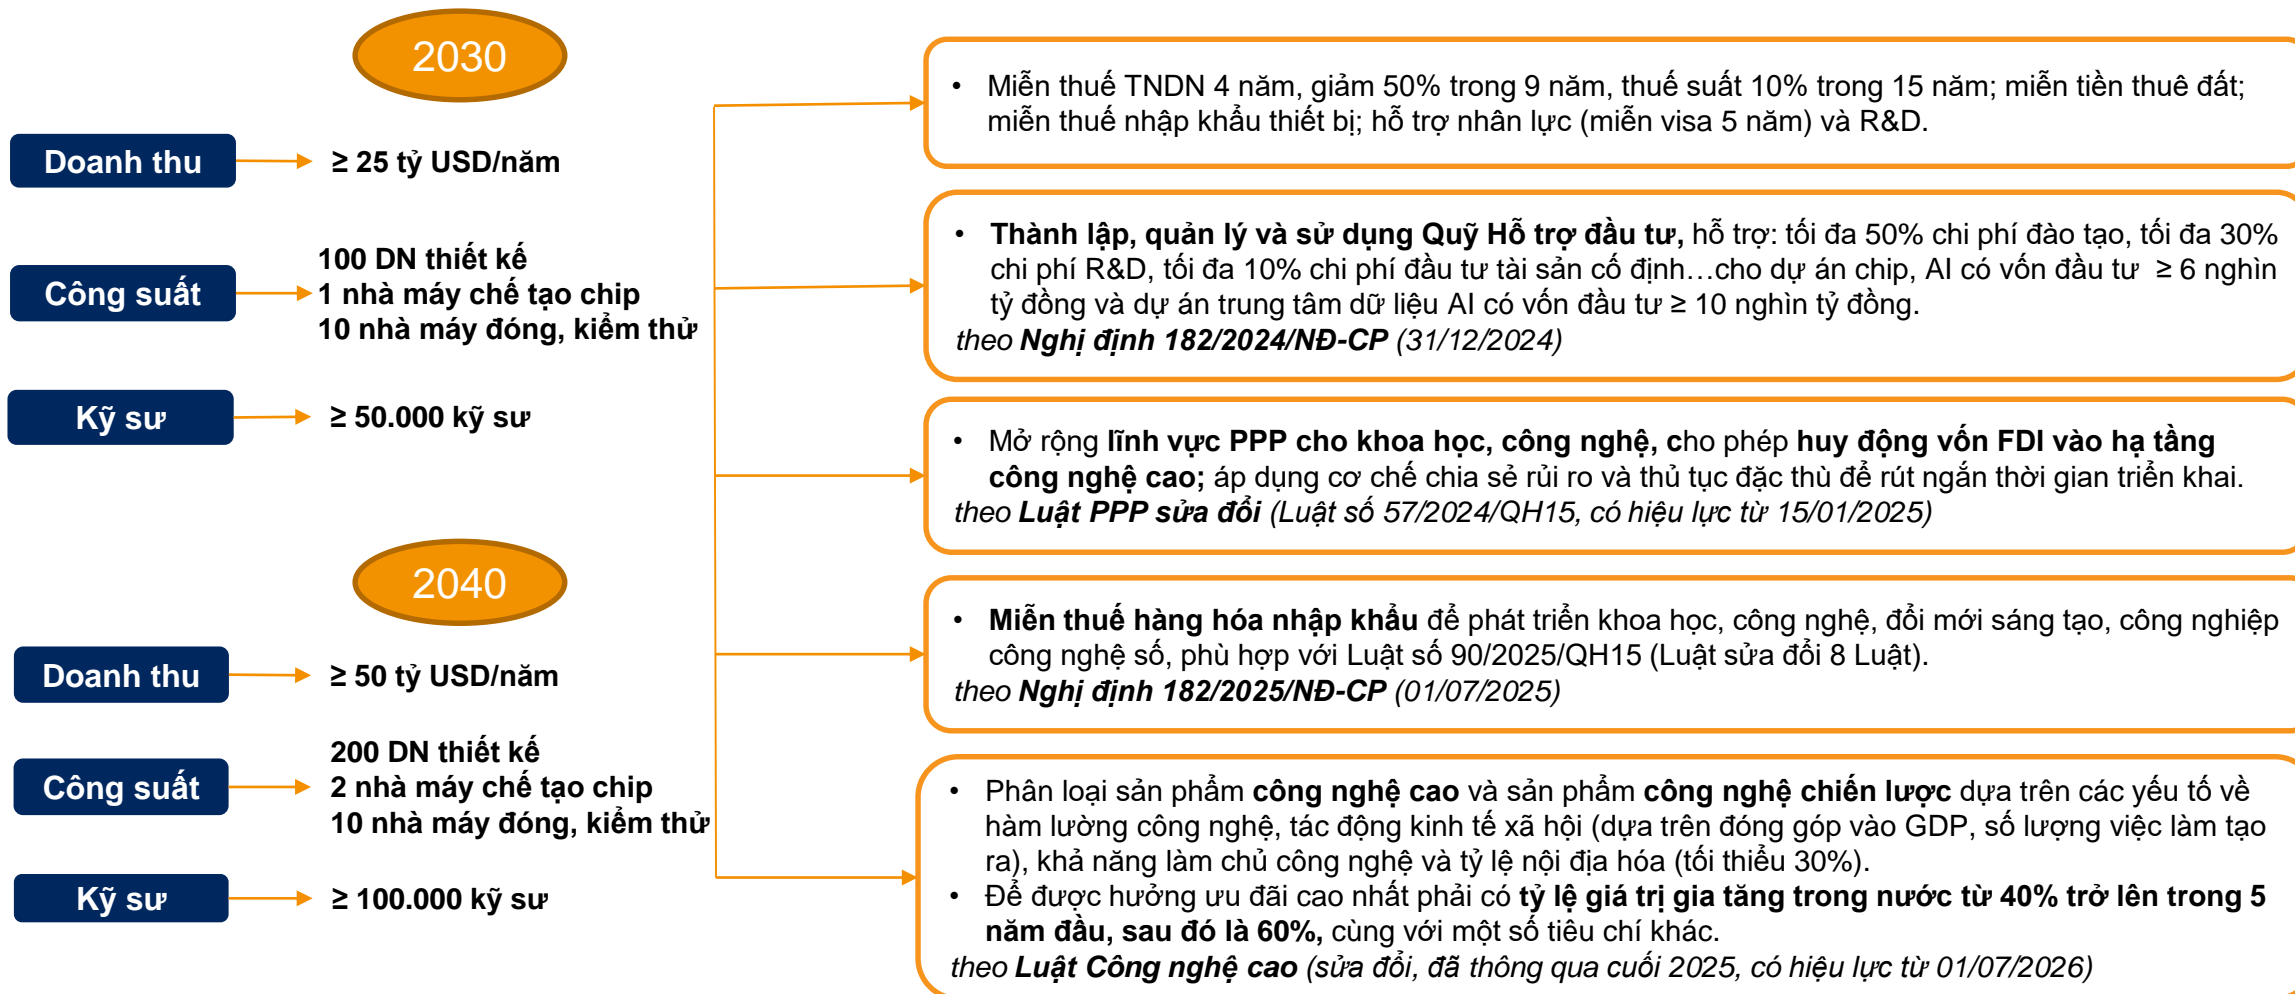 2030
Doanh thu
≥ 25 tỷ USD/năm
Công suất
100 DN thiết kế
1 nhà máy chế tạo chip
10 nhà máy đóng, kiểm thử
Kỹ sư
≥ 50.000 kỹ sư
2040
Doanh thu
≥ 50 tỷ USD/năm
Công suất
200 DN thiết kế
2 nhà máy chế tạo chip
10 nhà máy đóng, kiểm thử
Kỹ sư
≥ 100.000 kỹ sư
• Miễn thuế TNDN 4 năm, giảm 50% trong 9 năm, thuế suất 10% trong 15 năm; miễn tiền thuê đất;
miễn thuế nhập khẩu thiết bị; hỗ trợ nhân lực (miễn visa 5 năm) và R&D.
• Thành lập, quản lý và sử dụng Quỹ Hỗ trợ đầu tư, hỗ trợ: tối đa 50% chi phí đào tạo, tối đa 30%
chi phí R&D, tối đa 10% chi phí đầu tư tài sản cố định…cho dự án chip, AI có vốn đầu tư ≥ 6 nghìn
tỷ đồng và dự án trung tâm dữ liệu AI có vốn đầu tư ≥ 10 nghìn tỷ đồng.
theo Nghị định 182/2024/NĐ-CP (31/12/2024)
• Mở rộng lĩnh vực PPP cho khoa học, công nghệ, cho phép huy động vốn FDI vào hạ tầng
công nghệ cao; áp dụng cơ chế chia sẻ rủi ro và thủ tục đặc thù để rút ngắn thời gian triển khai.
theo Luật PPP sửa đổi (Luật số 57/2024/QH15, có hiệu lực từ 15/01/2025)
• Miễn thuế hàng hóa nhập khẩu để phát triển khoa học, công nghệ, đổi mới sáng tạo, công nghiệp
công nghệ số, phù hợp với Luật số 90/2025/QH15 (Luật sửa đổi 8 Luật).
theo Nghị định 182/2025/NĐ-CP (01/07/2025)
• Phân loại sản phẩm công nghệ cao và sản phẩm công nghệ chiến lược dựa trên các yếu tố về
hàm lường công nghệ, tác động kinh tế xã hội (dựa trên đóng góp vào GDP, số lượng việc làm tạo
ra), khả năng làm chủ công nghệ và tỷ lệ nội địa hóa (tối thiểu 30%).
• Để được hưởng ưu đãi cao nhất phải có tỷ lệ giá trị gia tăng trong nước từ 40% trở lên trong 5
năm đầu, sau đó là 60%, cùng với một số tiêu chí khác.
theo Luật Công nghệ cao (sửa đổi, đã thông qua cuối 2025, có hiệu lực từ 01/07/2026)